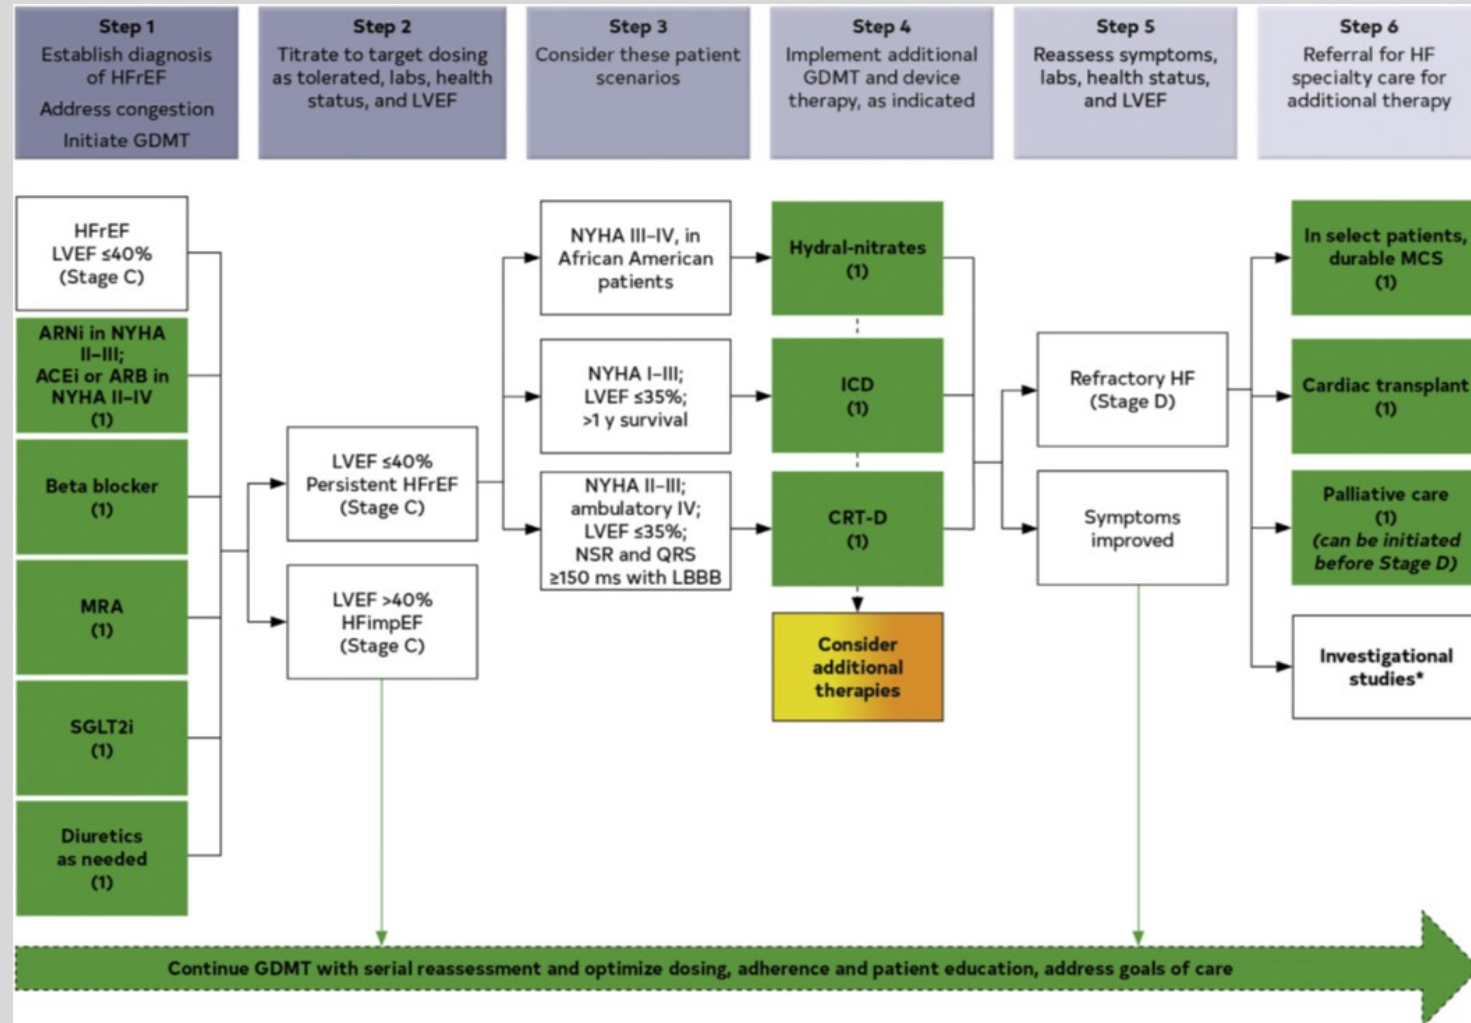 Step 1
Establish diagnosis
of HFrEF
Address congestion
Initiate GDMT
Step 2
Titrate to target dosing
as tolerated, labs, health
status, and LVEF
Step 3
Consider these patient
scenarios
Step 4
Implement additional
GDMT and device
therapy, as indicated
Step 5
Reassess symptoms,
labs, health status,
and LVEF
Step 6
Referral for HF
specialty care for
additional therapy
HFrEF
LVEF ≤40%
(Stage C)
ARNi in NYHA
II–III;
ACEi or ARB in
NYHA II–IV
(1)
Beta blocker
(1)
MRA
(1)
SGLT2i
(1)
Diuretics
as needed
(1)
LVEF ≤40%
Persistent HFrEF
(Stage C)
LVEF >40%
HFimpEF
(Stage C)
NYHA III–IV, in
African American
patients
NYHA I–III;
LVEF ≤35%;
>1 y survival
NYHA II–III;
ambulatory IV;
LVEF ≤35%;
NSR and QRS
≥150 ms with LBBB
Hydral-nitrates
(1)
ICD
(1)
CRT-D
(1)
Consider
additional
therapies
Refractory HF
(Stage D)
Symptoms
improved
In select patients,
durable MCS
(1)
Cardiac transplant
(1)
Palliative care
(1)
(can be initiated
before Stage D)
Investigational
studies*
Continue GDMT with serial reassessment and optimize dosing, adherence and patient education, address goals of care